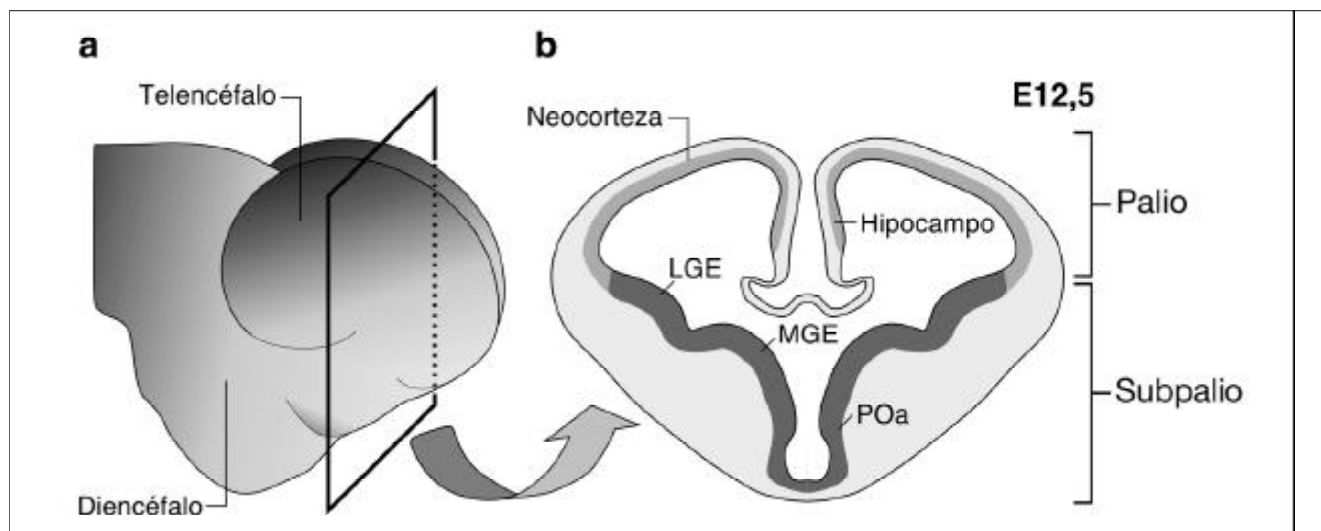 a
Telencéfalo
Diencéfalo
b
E12,5
Neocorteza
Hipocampo
LGE
MGE
POa
Palio
Subpalio